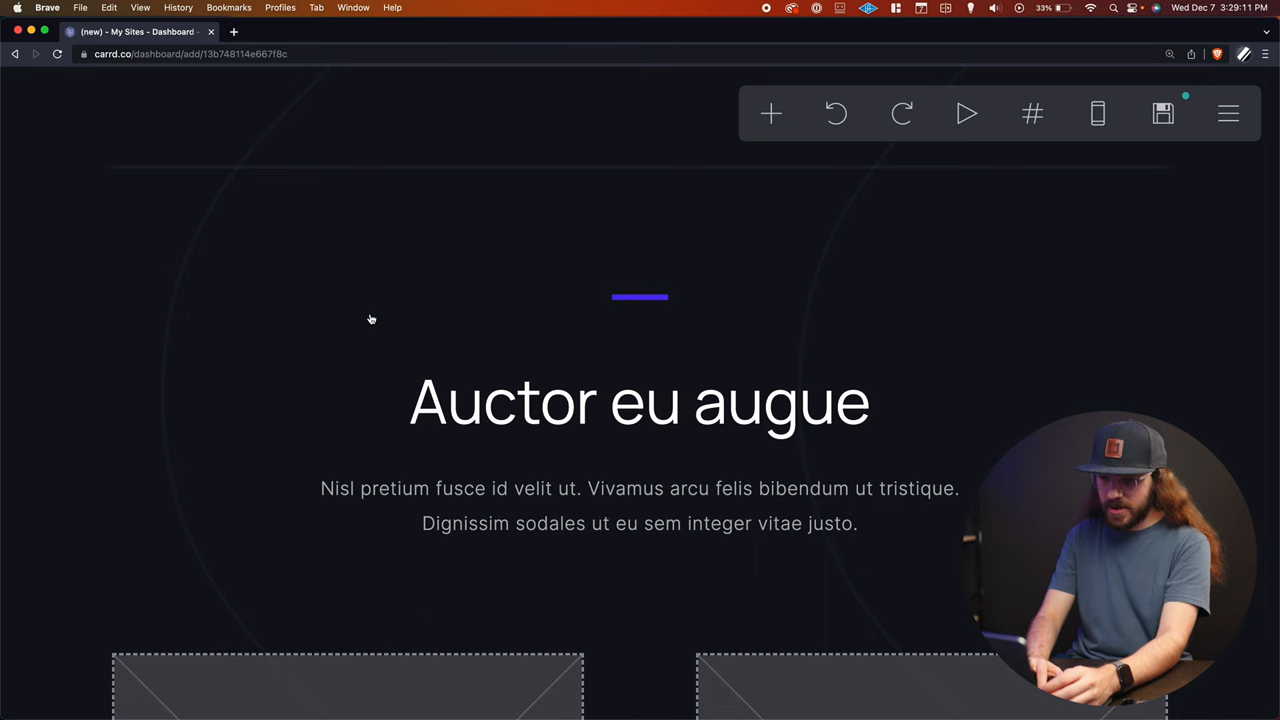 Brave File Edit View History Bookmarks Profiles Tab Window Help 33% Wed Dec 7 3:29:11 PM
(new) - My Sites - Dashboard -
carrd.co/dashboard/add/13b748114e667f8c
Auctor eu augue
Nisl pretium fusce id velit ut. Vivamus arcu felis bibendum ut tristique.
Dignissim sodales ut eu sem integer vitae justo.